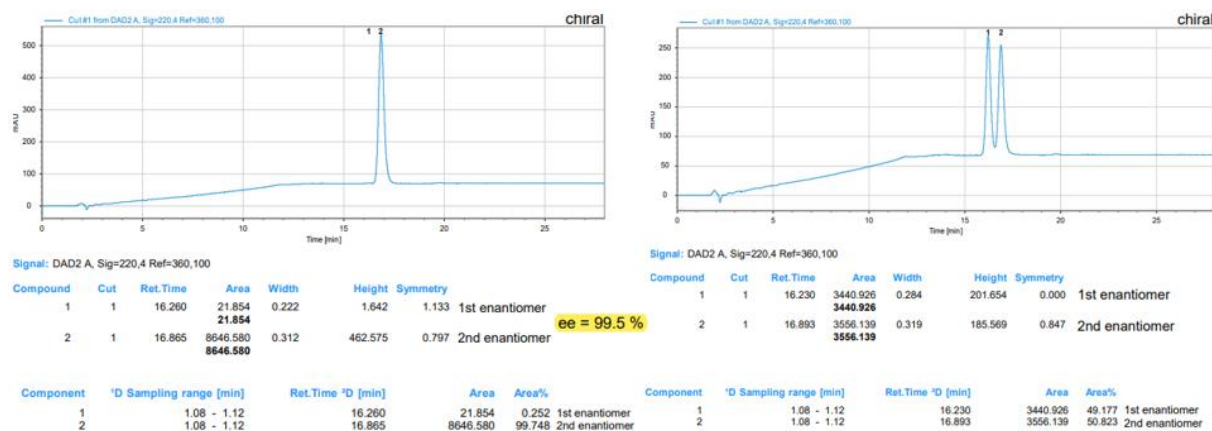 Cut #1 from DAD2 A, Sig=220,4 Ref=360,100
chiral
mAU
500
400
300
200
100
0
1 2
0 5 10 15 20 25
Time [min]
Signal: DAD2 A, Sig=220,4 Ref=360,100
Compound Cut Ret.Time Area Width Height Symmetry
1 1 16.260 21.854 0.222 1.642 1.133 1st enantiomer
21.854
ee = 99.5 %
2 1 16.865 8646.580 0.312 462.575 0.797 2nd enantiomer
8646.580
Component ¹D Sampling range [min] Ret.Time ²D [min] Area Area%
1 1.08 - 1.12 16.260 21.854 0.252 1st enantiomer
2 1.08 - 1.12 16.865 8646.580 99.748 2nd enantiomer
Cut #1 from DAD2 A, Sig=220,4 Ref=360,100
chiral
mAU
250
200
150
100
50
0
1 2
0 5 10 15 20 25
Time [min]
Signal: DAD2 A, Sig=220,4 Ref=360,100
Compound Cut Ret.Time Area Width Height Symmetry
1 1 16.230 3440.926 0.284 201.654 0.000 1st enantiomer
3440.926
2 1 16.893 3556.139 0.319 185.569 0.847 2nd enantiomer
3556.139
Component ¹D Sampling range [min] Ret.Time ²D [min] Area Area%
1 1.08 - 1.12 16.230 3440.926 49.177 1st enantiomer
2 1.08 - 1.12 16.893 3556.139 50.823 2nd enantiomer